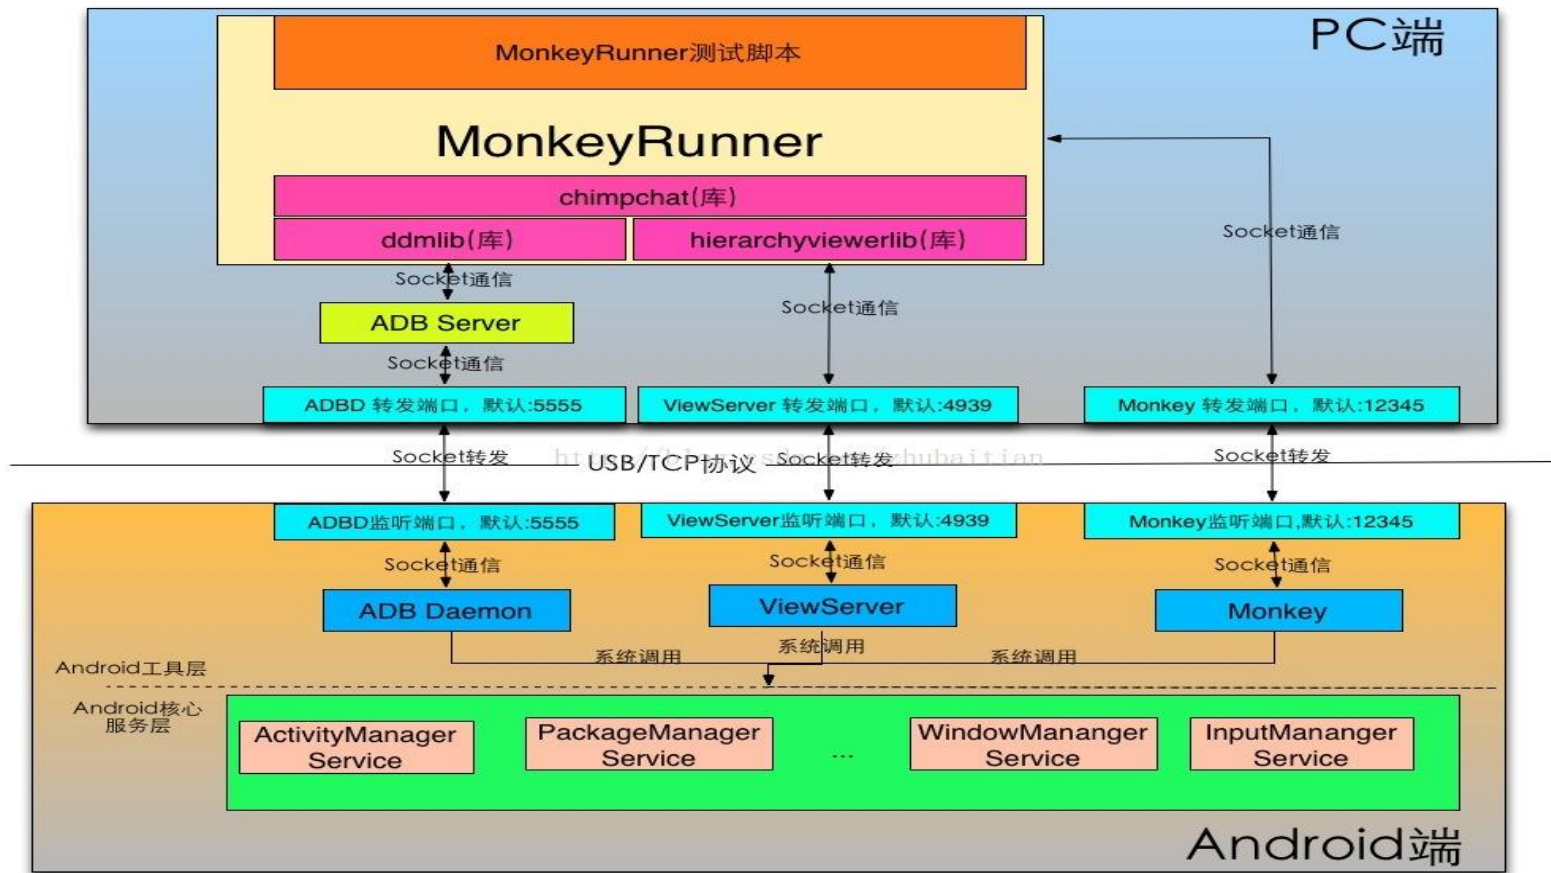 PC端
MonkeyRunner测试脚本
MonkeyRunner
chimpchat(库)
ddmlib(库)
hierarchyviewerlib(库)
Socket通信
Socket通信
Socket通信
ADB Server
Socket通信
ADBD 转发端口，默认:5555
ViewServer 转发端口，默认:4939
Monkey 转发端口，默认:12345
Socket转发
USB/TCP协议
Socket转发
Socket转发
zhubaitian
ADBD监听端口，默认:5555
ViewServer监听端口，默认:4939
Monkey监听端口,默认:12345
Socket通信
Socket通信
Socket通信
ADB Daemon
ViewServer
Monkey
系统调用
系统调用
系统调用
Android工具层
Android核心
服务层
ActivityManager
Service
PackageManager
Service
...
WindowMananger
Service
InputMananger
Service
Android端